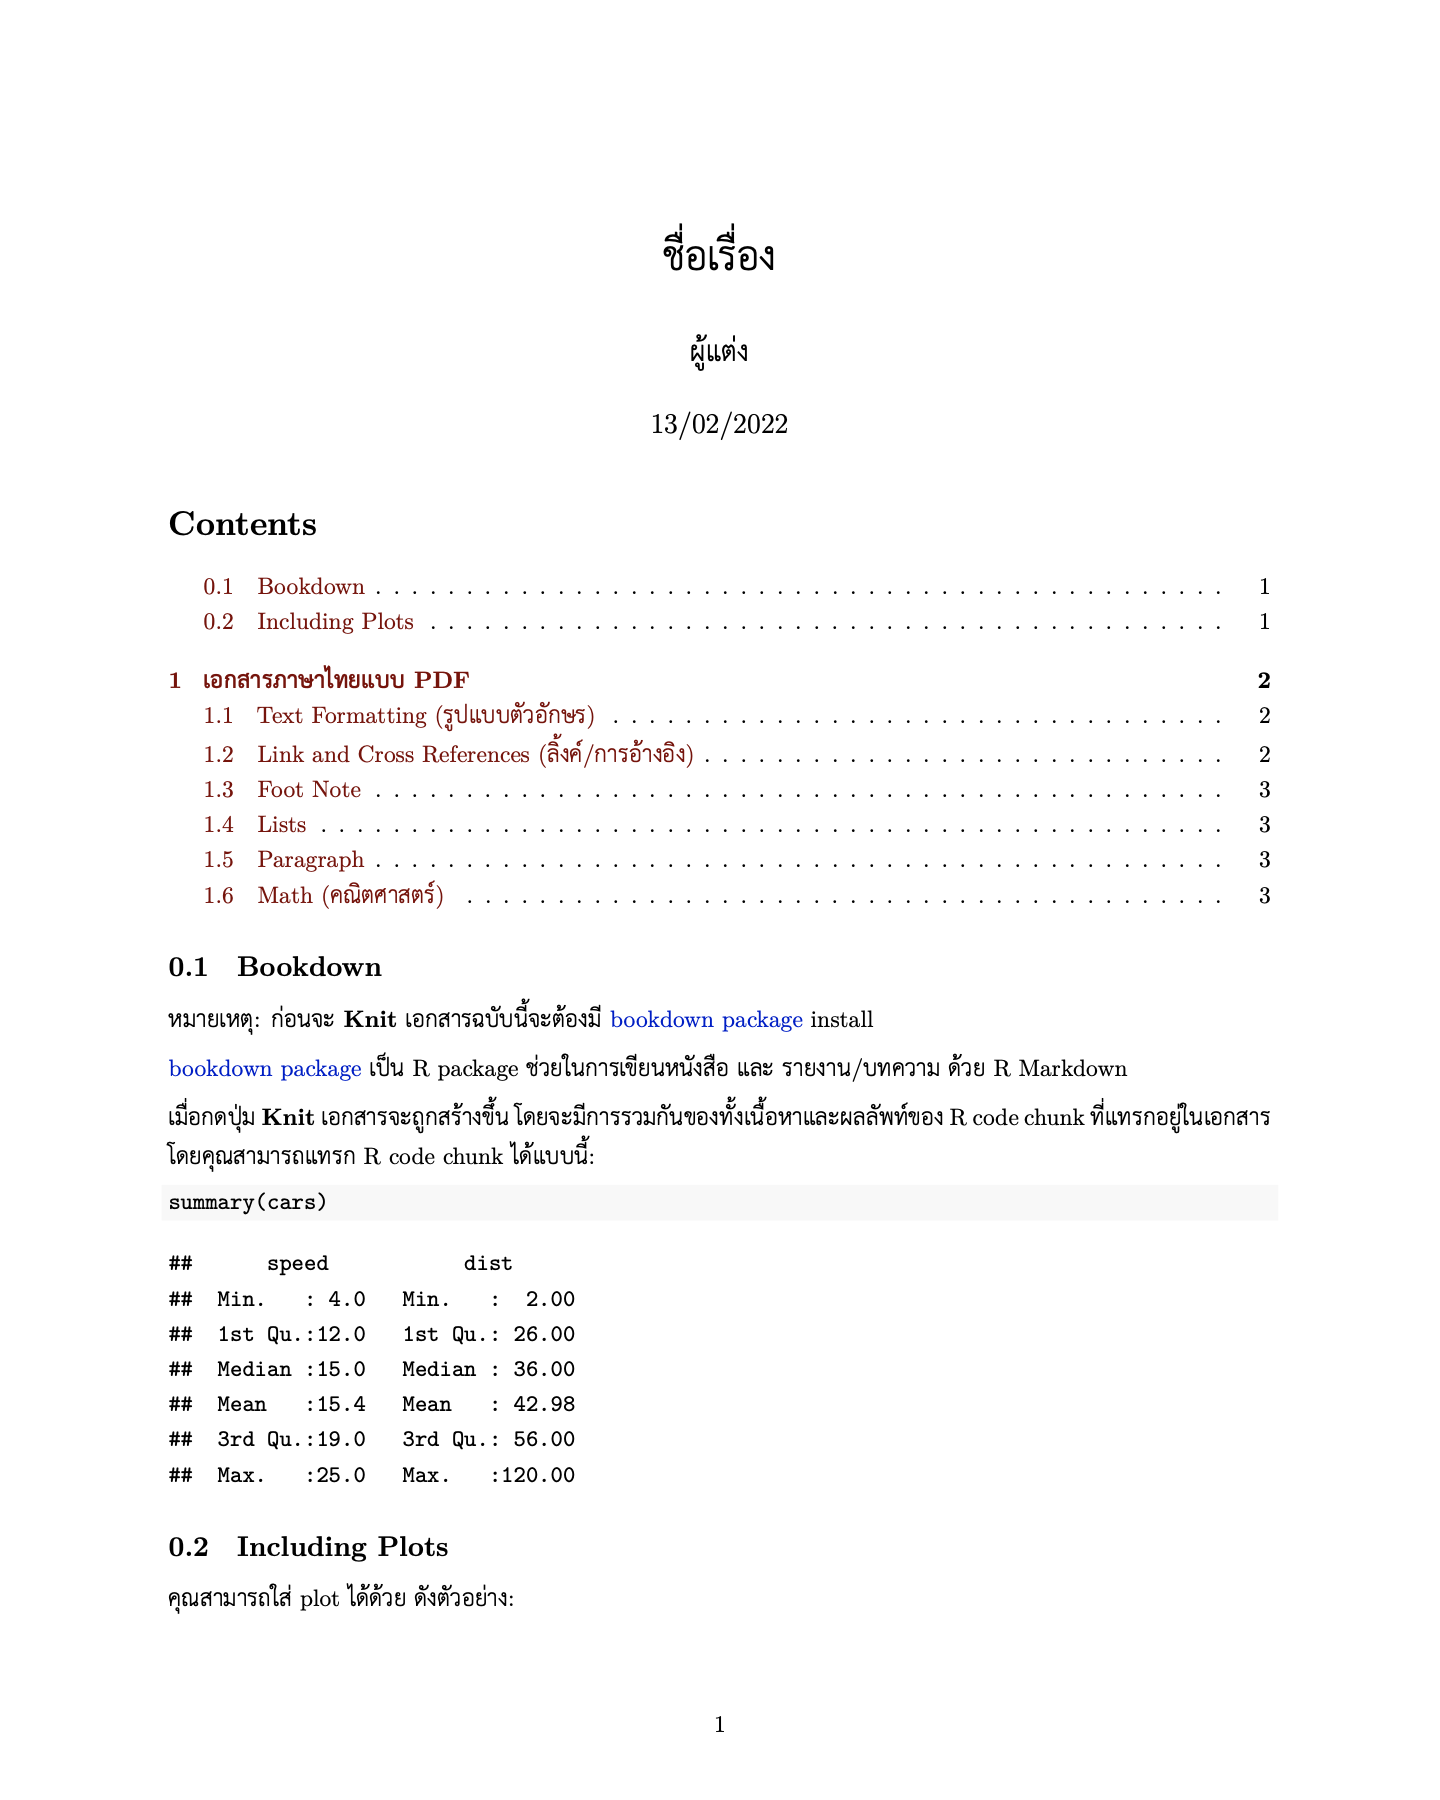 ชื่อเรื่อง
ผู้แต่ง
13/02/2022
Contents
0.1 Bookdown . . . . . . . . . . . . . . . . . . . . . . . . . . . . . . . . . . . . . . . . . . . . . . . 1
0.2 Including Plots . . . . . . . . . . . . . . . . . . . . . . . . . . . . . . . . . . . . . . . . . . . . 1
1 เอกสารภาษาไทยแบบ PDF 2
1.1 Text Formatting (รูปแบบตัวอักษร) . . . . . . . . . . . . . . . . . . . . . . . . . . . . . . . . . . 2
1.2 Link and Cross References (ลิ้งค์/การอ้างอิง) . . . . . . . . . . . . . . . . . . . . . . . . . . . . . 2
1.3 Foot Note . . . . . . . . . . . . . . . . . . . . . . . . . . . . . . . . . . . . . . . . . . . . . . . 3
1.4 Lists . . . . . . . . . . . . . . . . . . . . . . . . . . . . . . . . . . . . . . . . . . . . . . . . . . 3
1.5 Paragraph . . . . . . . . . . . . . . . . . . . . . . . . . . . . . . . . . . . . . . . . . . . . . . . 3
1.6 Math (คณิตศาสตร์) . . . . . . . . . . . . . . . . . . . . . . . . . . . . . . . . . . . . . . . . . . 3
0.1 Bookdown
หมายเหตุ: ก่อนจะ Knit เอกสารฉบับนี้จะต้องมี bookdown package install
bookdown package เป็น R package ช่วยในการเขียนหนังสือ และ รายงาน/บทความ ด้วย R Markdown
เมื่อกดปุ่ม Knit เอกสารจะถูกสร้างขึ้น โดยจะมีการรวมกันของทั้งเนื้อหาและผลลัพท์ของ R code chunk ที่แทรกอยู่ในเอกสาร
โดยคุณสามารถแทรก R code chunk ได้แบบนี้:
summary(cars)
##      speed           dist
##  Min.   : 4.0   Min.   :  2.00
##  1st Qu.:12.0   1st Qu.: 26.00
##  Median :15.0   Median : 36.00
##  Mean   :15.4   Mean   : 42.98
##  3rd Qu.:19.0   3rd Qu.: 56.00
##  Max.   :25.0   Max.   :120.00
0.2 Including Plots
คุณสามารถใส่ plot ได้ด้วย ดังตัวอย่าง:
1